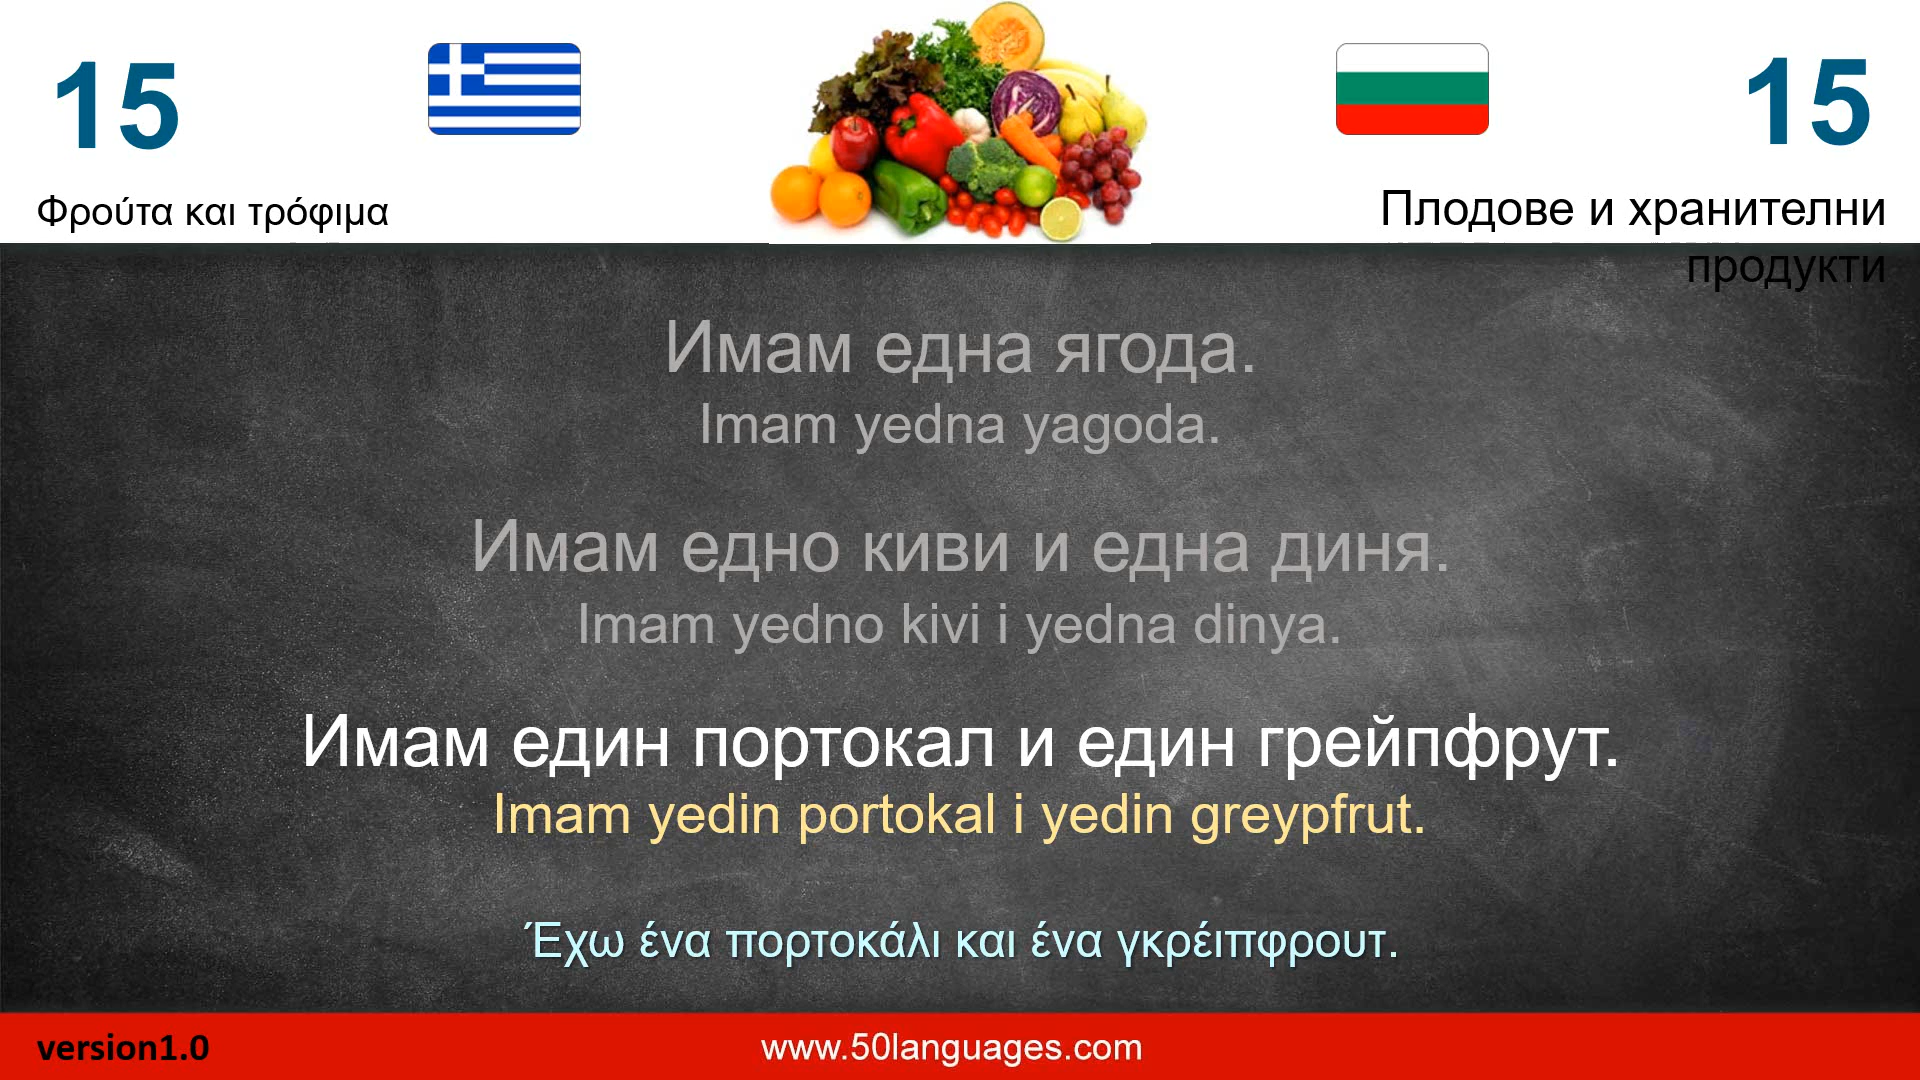 15
15
Φρούτα και τρόφιμα
Плодове и хранителни
продукти
Имам една ягода.
Imam yedna yagoda.
Имам едно киви и една диня.
Imam yedno kivi i yedna dinya.
Имам един портокал и един грейпфрут.
Imam yedin portokal i yedin greypfrut.
Έχω ένα πορτοκάλι και ένα γκρέιπφρουτ.
version1.0
www.50languages.com